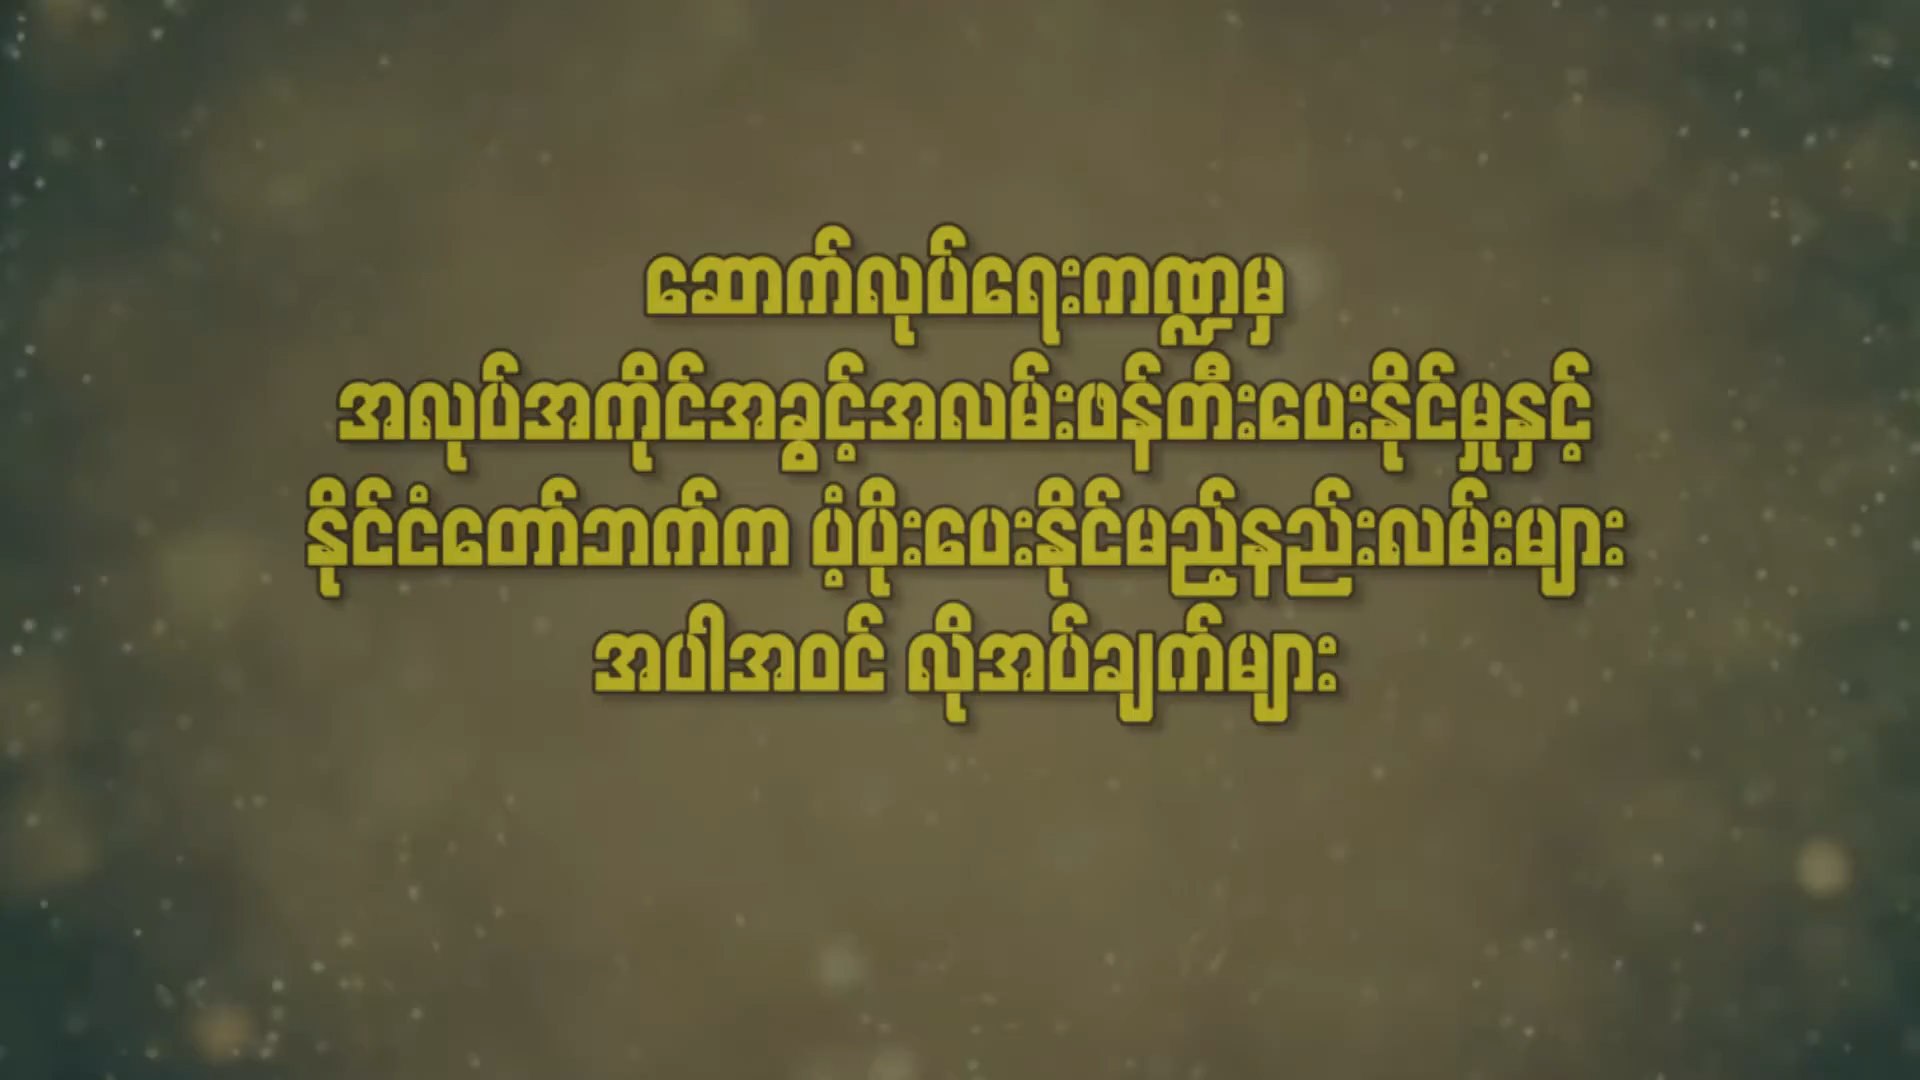 ဆောက်လုပ်ရေးကဏ္ဍမှ
အလုပ်အကိုင်အခွင့်အလမ်းဖန်တီးပေးနိုင်မှုနှင့်
နိုင်ငံတော်ဘက်က ပံ့ပိုးပေးနိုင်မည့်နည်းလမ်းများ
အပါအဝင် လိုအပ်ချက်များ